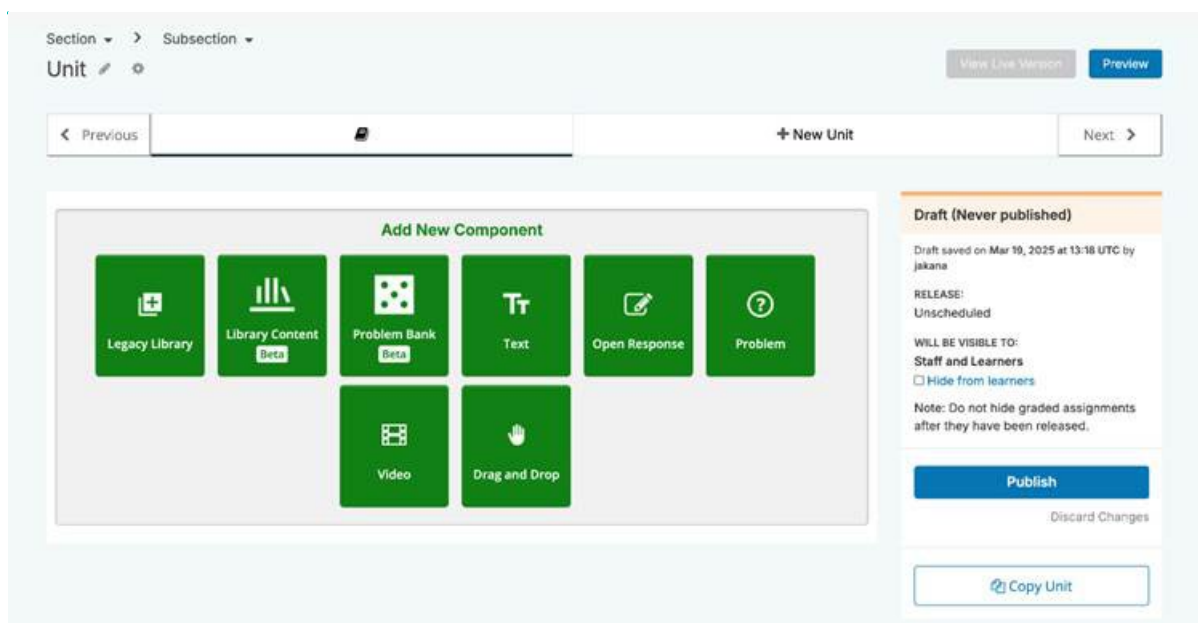 Section > Subsection
Unit
View Live Version
Preview
Previous
+ New Unit
Next
Add New Component
Legacy Library
Library Content
Beta
Problem Bank
Beta
Text
Open Response
Problem
Video
Drag and Drop
Draft (Never published)
Draft saved on Mar 19, 2025 at 13:18 UTC by
jakana
RELEASE:
Unscheduled
WILL BE VISIBLE TO:
Staff and Learners
Hide from learners
Note: Do not hide graded assignments
after they have been released.
Publish
Discard Changes
Copy Unit